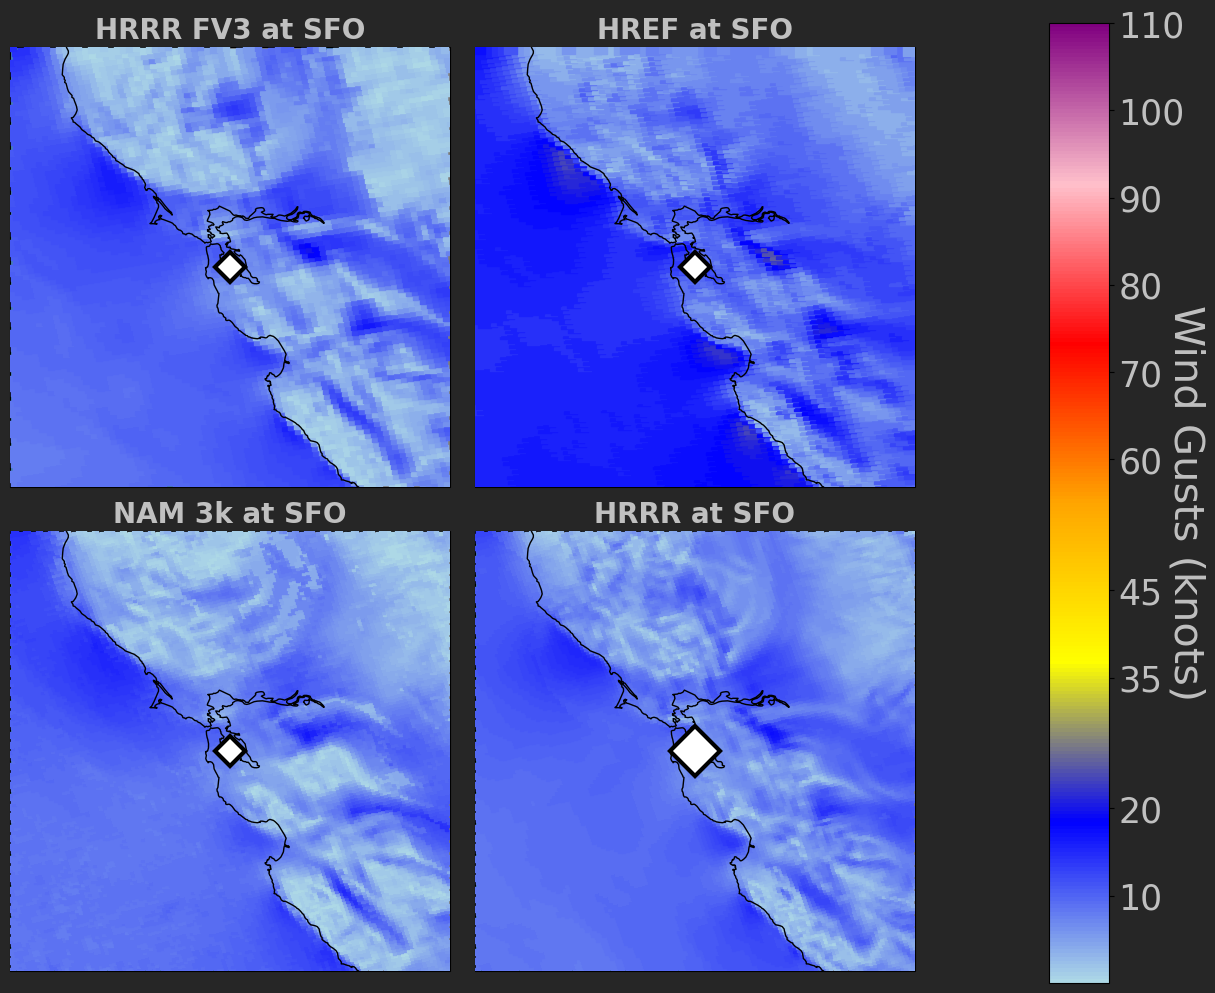 HRRR FV3 at SFO
HREF at SFO
NAM 3k at SFO
HRRR at SFO
110
100
90
80
70
60
45
35
20
10
Wind Gusts (knots)